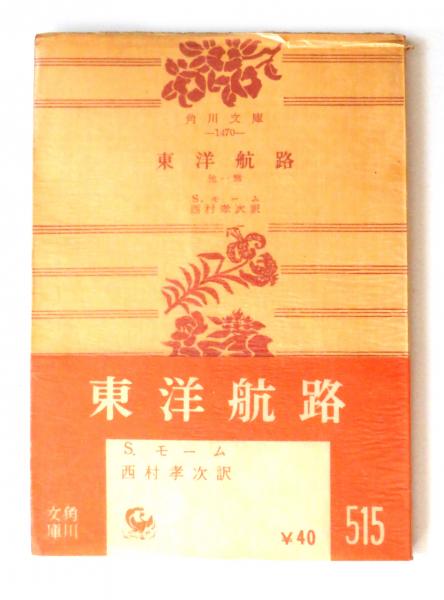 角川文庫
—1470—
東洋航路
他一篇
S. モーム
西村孝次訳
東洋航路
S. モーム
西村孝次訳
角川文庫
¥40
515